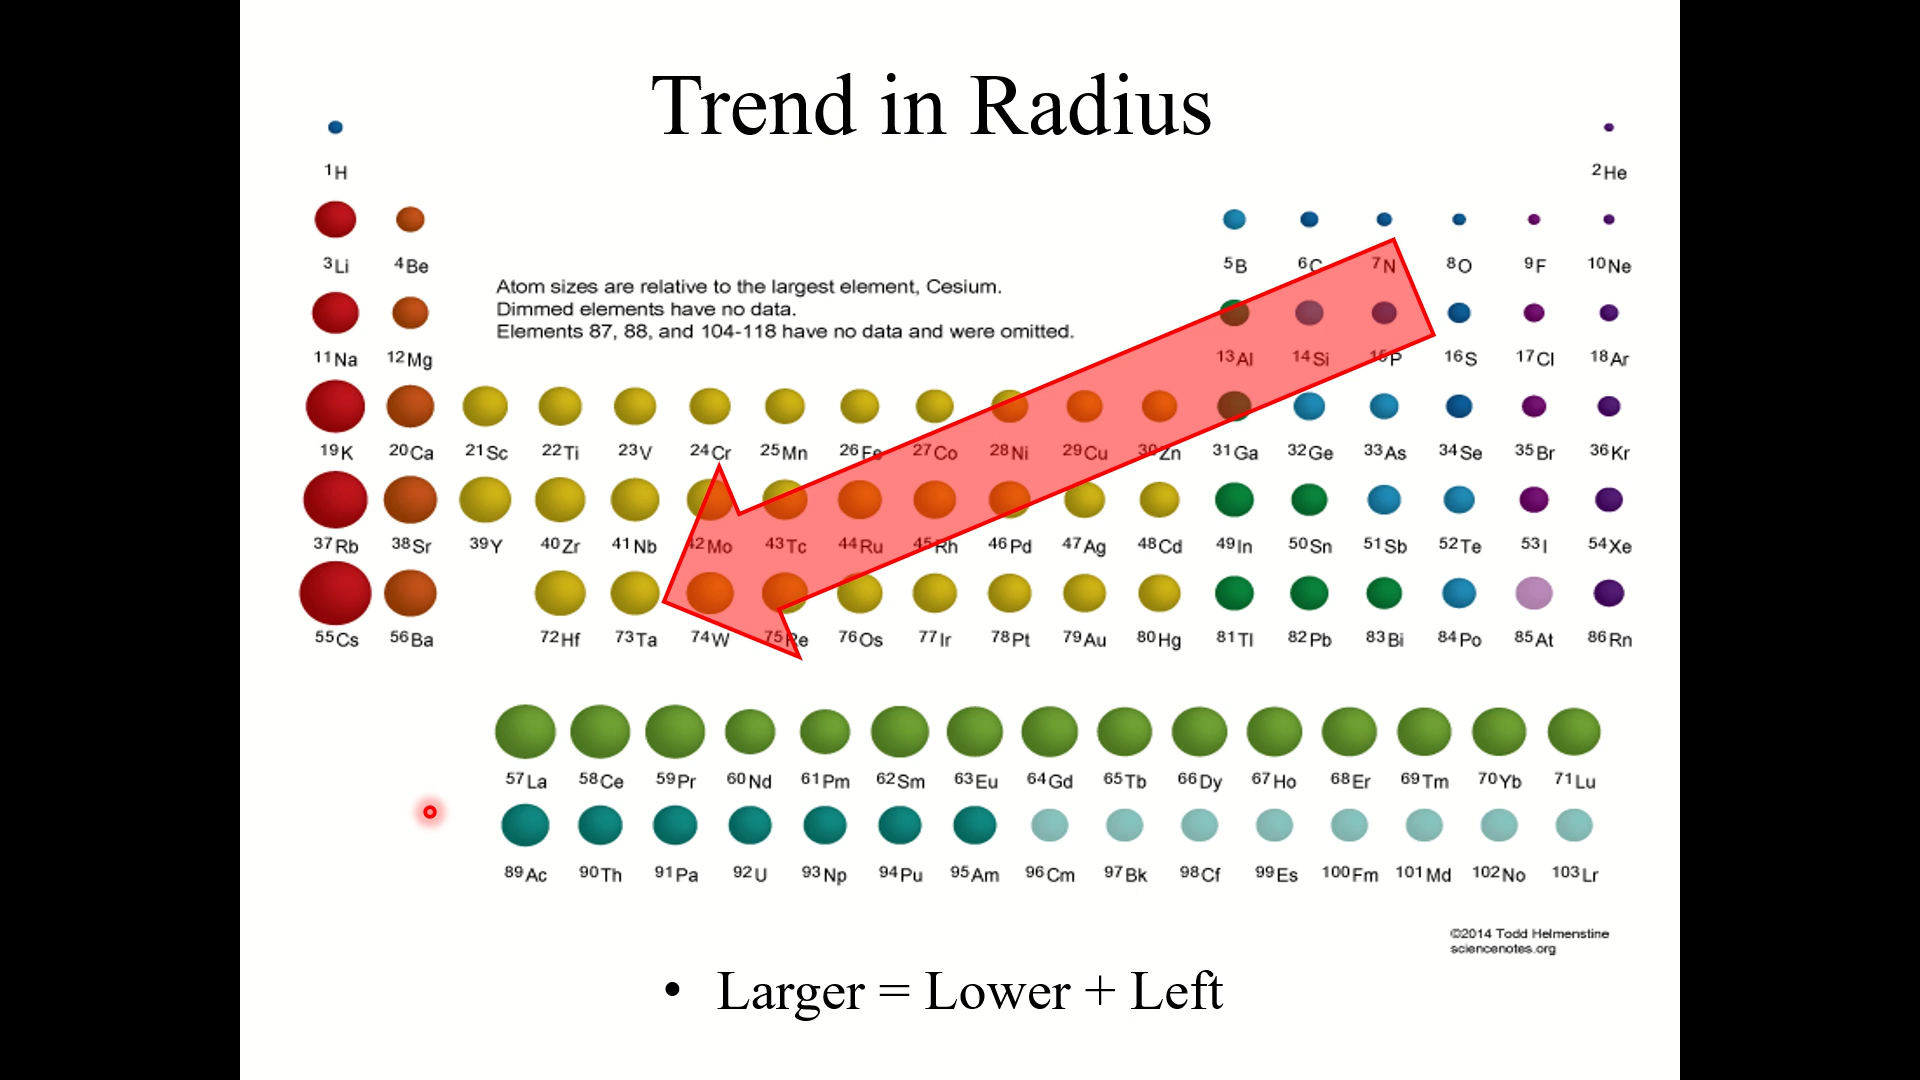 Trend in Radius
1H 2He
3Li 4Be 5B 6C 7N 8O 9F 10Ne
Atom sizes are relative to the largest element, Cesium.
Dimmed elements have no data.
Elements 87, 88, and 104-118 have no data and were omitted.
11Na 12Mg 13Al 14Si 15P 16S 17Cl 18Ar
19K 20Ca 21Sc 22Ti 23V 24Cr 25Mn 26Fe 27Co 28Ni 29Cu 30Zn 31Ga 32Ge 33As 34Se 35Br 36Kr
37Rb 38Sr 39Y 40Zr 41Nb 42Mo 43Tc 44Ru 45Rh 46Pd 47Ag 48Cd 49In 50Sn 51Sb 52Te 53I 54Xe
55Cs 56Ba 72Hf 73Ta 74W 75Re 76Os 77Ir 78Pt 79Au 80Hg 81Tl 82Pb 83Bi 84Po 85At 86Rn
57La 58Ce 59Pr 60Nd 61Pm 62Sm 63Eu 64Gd 65Tb 66Dy 67Ho 68Er 69Tm 70Yb 71Lu
89Ac 90Th 91Pa 92U 93Np 94Pu 95Am 96Cm 97Bk 98Cf 99Es 100Fm 101Md 102No 103Lr
©2014 Todd Helmenstine
sciencenotes.org
• Larger = Lower + Left